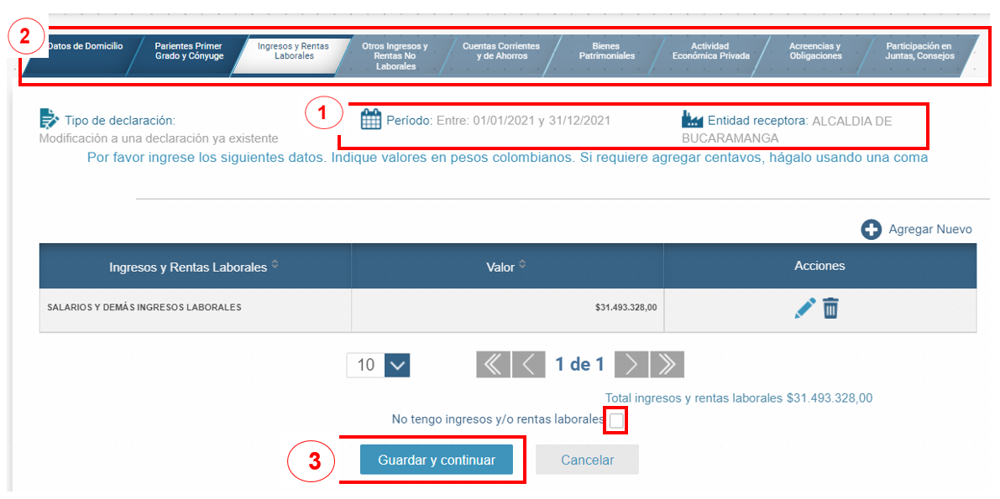 2
Datos de Domicilio
Parientes Primer
Grado y Cónyuge
Ingresos y Rentas
Laborales
Otros Ingresos y
Rentas No
Laborales
Cuentas Corrientes
y de Ahorros
Bienes
Patrimoniales
Actividad
Económica Privada
Acreencias y
Obligaciones
Participación en
Juntas, Consejos
1
Tipo de declaración:
Modificación a una declaración ya existente
Período: Entre: 01/01/2021 y 31/12/2021
Entidad receptora: ALCALDIA DE
BUCARAMANGA
Por favor ingrese los siguientes datos. Indique valores en pesos colombianos. Si requiere agregar centavos, hágalo usando una coma
Agregar Nuevo
Ingresos y Rentas Laborales Valor Acciones
SALARIOS Y DEMÁS INGRESOS LABORALES $31.493.328,00
10 1 de 1
Total ingresos y rentas laborales $31.493.328,00
No tengo ingresos y/o rentas laborales
3
Guardar y continuar Cancelar